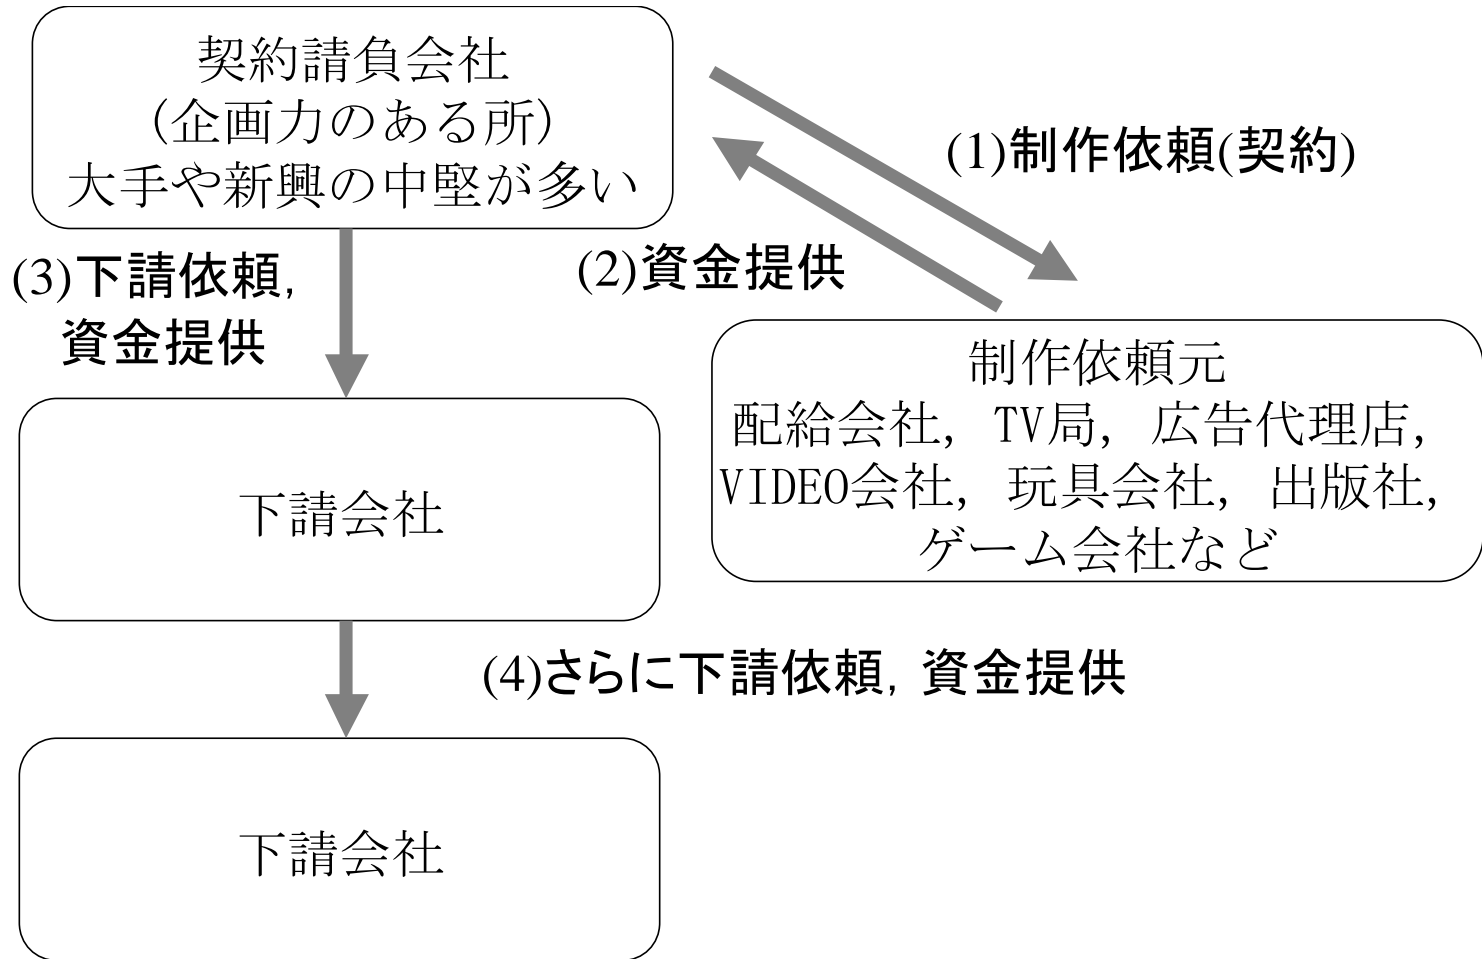 契約請負会社
(企画力のある所)
大手や新興の中堅が多い
(1)制作依頼(契約)
(2)資金提供
(3)下請依頼,
資金提供
制作依頼元
配給会社, TV局, 広告代理店,
VIDEO会社, 玩具会社, 出版社,
ゲーム会社など
下請会社
(4)さらに下請依頼, 資金提供
下請会社